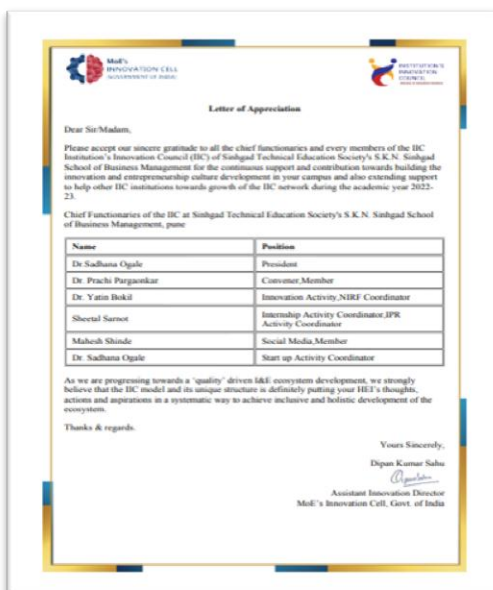 MoE's
INNOVATION CELL
(GOVERNMENT OF INDIA)
INSTITUTION'S
INNOVATION
COUNCIL
Letter of Appreciation
Dear Sir/Madam,
Please accept our sincere gratitude to all the chief functionaries and every members of the IIC
Institution's Innovation Council (IIC) of Sinhgad Technical Education Society's S.K.N. Sinhgad
School of Business Management for the continuous support and contribution towards building the
innovation and entrepreneurship culture development in your campus and also extending support
to help other IIC institutions towards growth of the IIC network during the academic year 2022-
23.
Chief Functionaries of the IIC at Sinhgad Technical Education Society's S.K.N. Sinhgad School
of Business Management, pune
Name Position
Dr.Sadhana Ogale President
Dr. Prachi Pargaonkar Convener,Member
Dr. Yatin Bokil Innovation Activity,NIRF Coordinator
Sheetal Sarnot Internship Activity Coordinator,IPR
Activity Coordinator
Mahesh Shinde Social Media,Member
Dr. Sadhana Ogale Start up Activity Coordinator
As we are progressing towards a 'quality' driven I&E ecosystem development, we strongly
believe that the IIC model and its unique structure is definitely putting your HEI's thoughts,
actions and aspirations in a systematic way to achieve inclusive and holistic development of the
ecosystem.
Thanks & regards.
Yours Sincerely,
Dipan Kumar Sahu
Assistant Innovation Director
MoE's Innovation Cell, Govt. of India